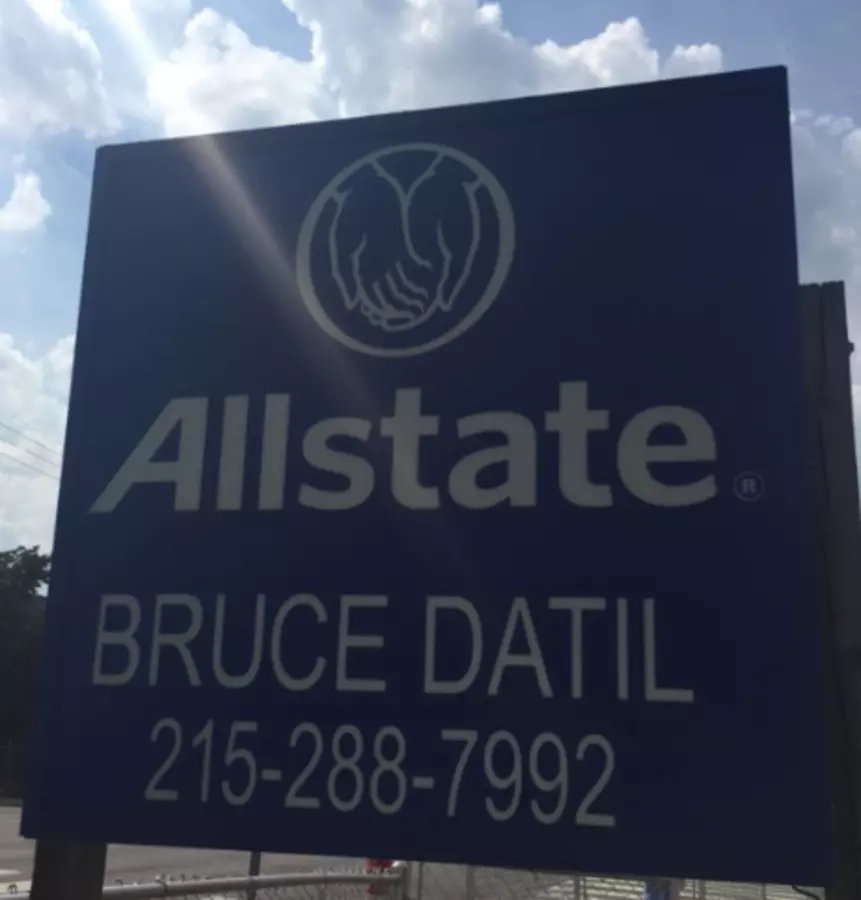 Allstate®
BRUCE DATIL
215-288-7992